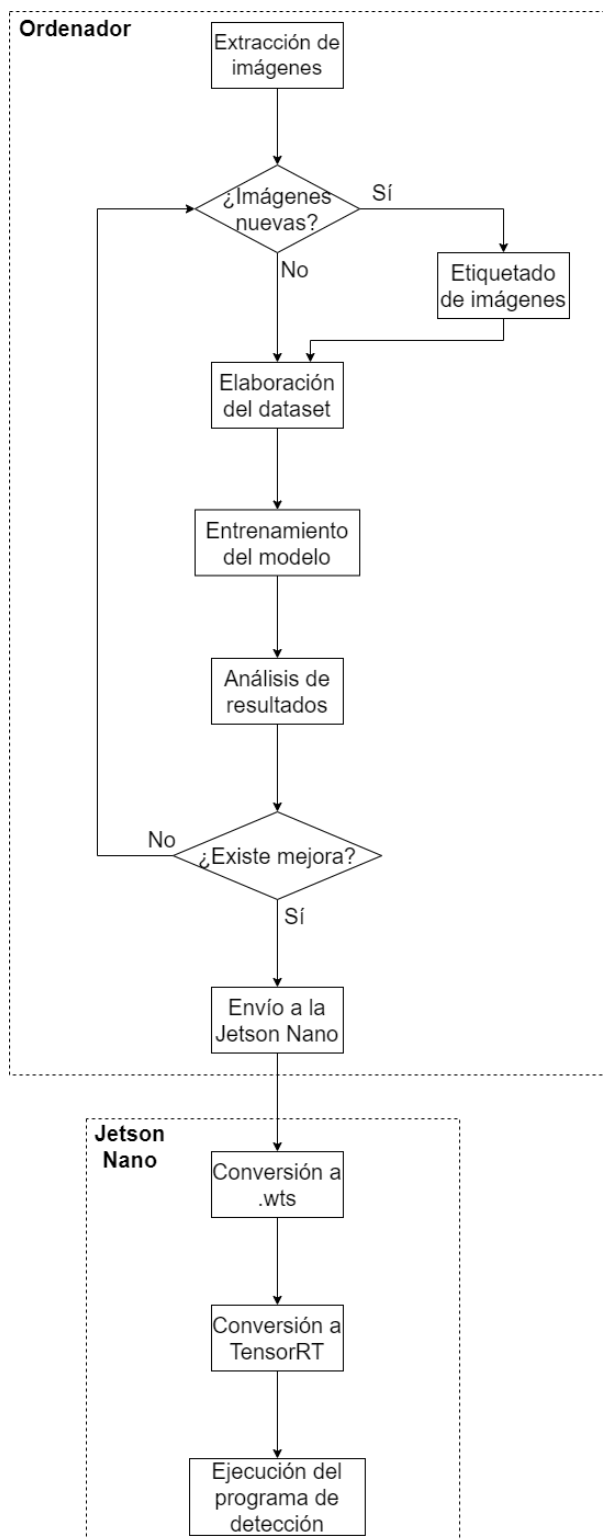 Ordenador
Extracción de
imágenes
¿Imágenes
nuevas?
Sí
No
Etiquetado
de imágenes
Elaboración
del dataset
Entrenamiento
del modelo
Análisis de
resultados
No
¿Existe mejora?
Sí
Envío a la
Jetson Nano
Jetson
Nano
Conversión a
.wts
Conversión a
TensorRT
Ejecución del
programa de
detección